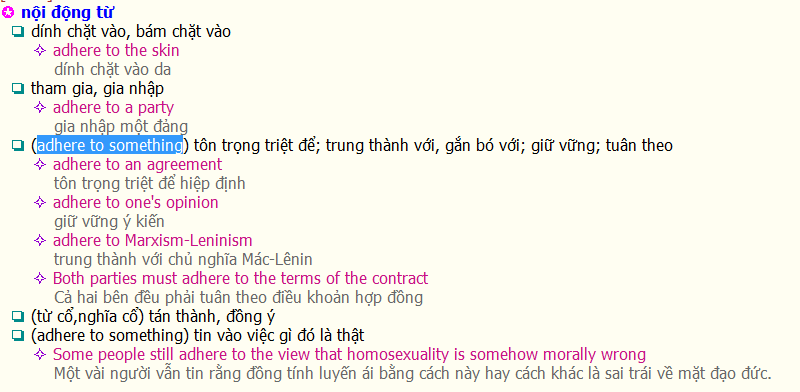 nội động từ
dính chặt vào, bám chặt vào
adhere to the skin
dính chặt vào da
tham gia, gia nhập
adhere to a party
gia nhập một đảng
(adhere to something) tôn trọng triệt để; trung thành với, gắn bó với; giữ vững; tuân theo
adhere to an agreement
tôn trọng triệt để hiệp định
adhere to one's opinion
giữ vững ý kiến
adhere to Marxism-Leninism
trung thành với chủ nghĩa Mác-Lênin
Both parties must adhere to the terms of the contract
Cả hai bên đều phải tuân theo điều khoản hợp đồng
(từ cổ,nghĩa cổ) tán thành, đồng ý
(adhere to something) tin vào việc gì đó là thật
Some people still adhere to the view that homosexuality is somehow morally wrong
Một vài người vẫn tin rằng đồng tính luyến ái bằng cách này hay cách khác là sai trái về mặt đạo đức.